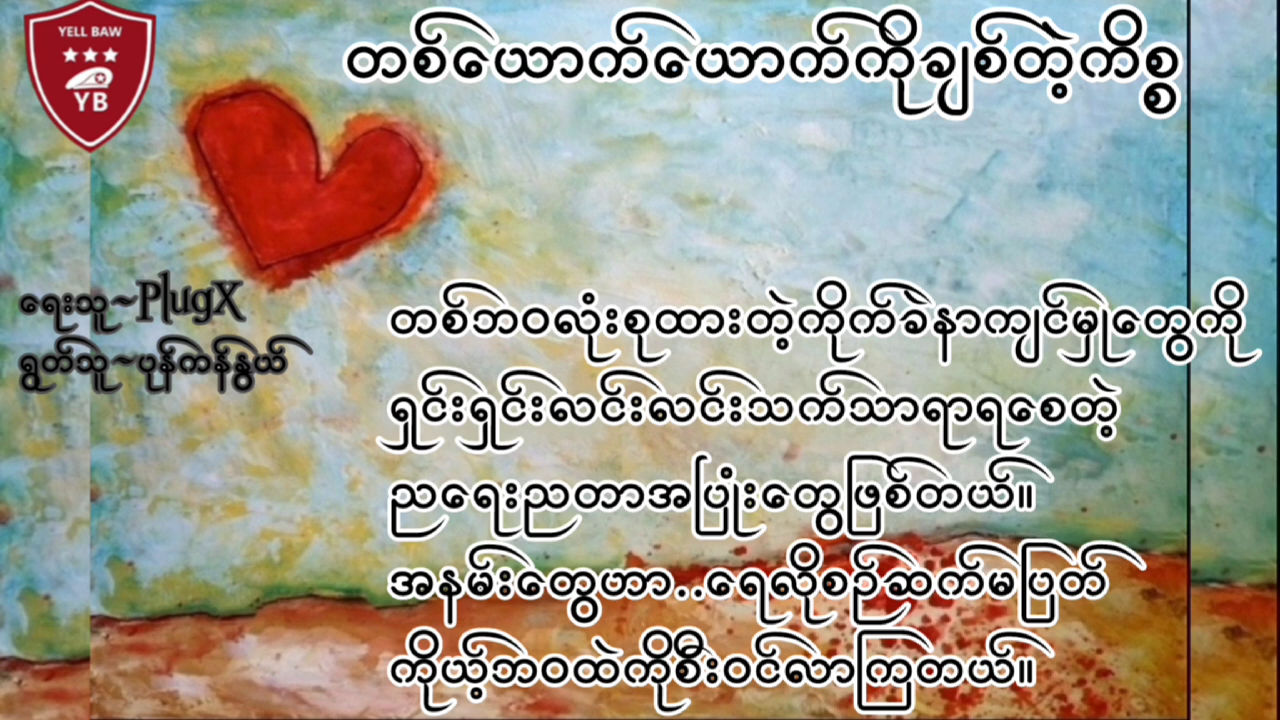 YELL BAW
YB
တစ်ယောက်ယောက်ကိုချစ်တဲ့ကိစ္စ
ရေးသူ~PlugX
ရွတ်သူ~ပုန်ကန်နွယ်
တစ်ဘဝလုံးစုထားတဲ့ကိုက်ခဲနာကျင်မှုတွေကို
ရှင်းရှင်းလင်းလင်းသက်သာရာရစေတဲ့
ညရေးညတာအပြုံးတွေဖြစ်တယ်။
အနမ်းတွေဟာ..ရေလိုစဉ်ဆက်မပြတ်
ကိုယ့်ဘဝထဲကိုစီးဝင်လာကြတယ်။